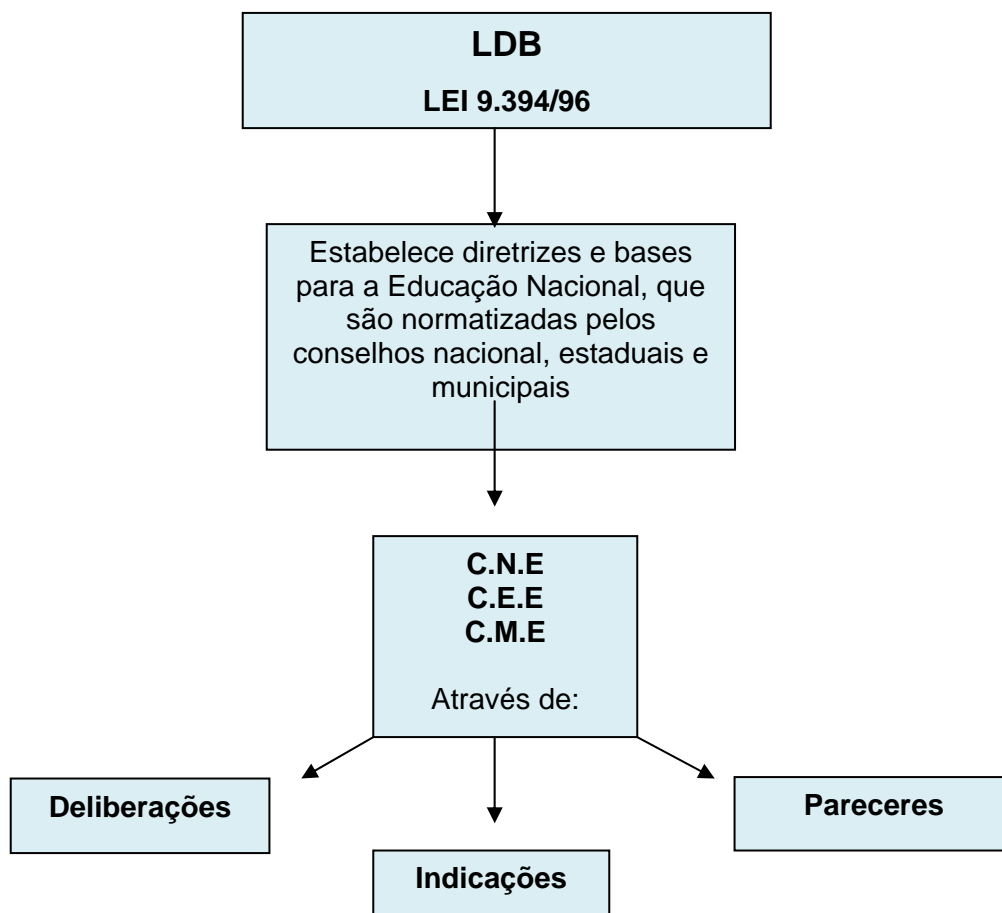 LDB
LEI 9.394/96
Estabelece diretrizes e bases
para a Educação Nacional, que
são normatizadas pelos
conselhos nacional, estaduais e
municipais
C.N.E
C.E.E
C.M.E
Através de:
Deliberações
Pareceres
Indicações